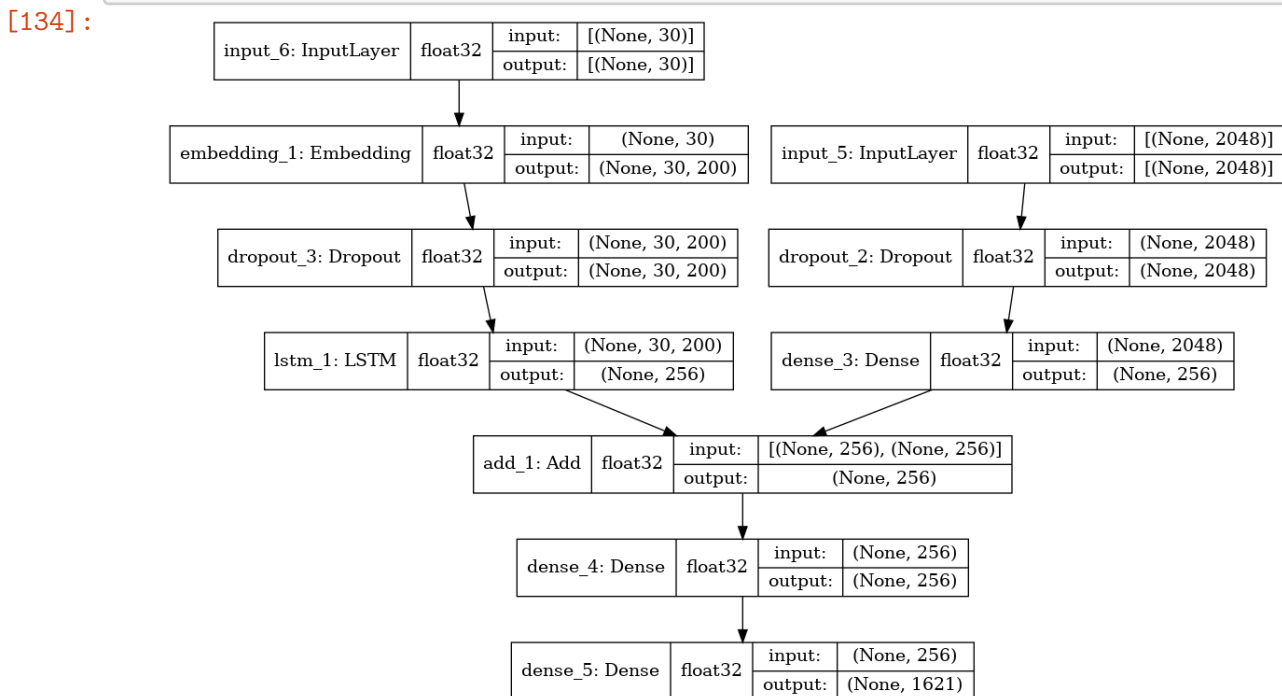 [134]:
input_6: InputLayer float32 input: [(None, 30)]
output: [(None, 30)]
embedding_1: Embedding float32 input: (None, 30)
output: (None, 30, 200)
input_5: InputLayer float32 input: [(None, 2048)]
output: [(None, 2048)]
dropout_3: Dropout float32 input: (None, 30, 200)
output: (None, 30, 200)
dropout_2: Dropout float32 input: (None, 2048)
output: (None, 2048)
lstm_1: LSTM float32 input: (None, 30, 200)
output: (None, 256)
dense_3: Dense float32 input: (None, 2048)
output: (None, 256)
add_1: Add float32 input: [(None, 256), (None, 256)]
output: (None, 256)
dense_4: Dense float32 input: (None, 256)
output: (None, 256)
dense_5: Dense float32 input: (None, 256)
output: (None, 1621)